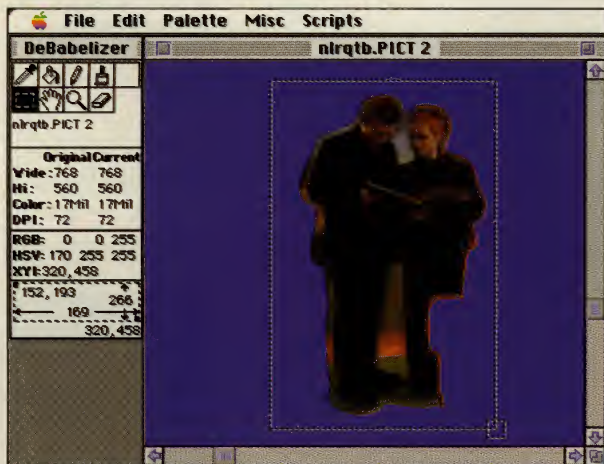 File Edit Palette Misc Scripts
DeBabelizer
nlrqtb.PICT 2
nlrqtb.PICT 2
Original Current
Wide: 768 768
Hi: 560 560
Color: 17Mil 17Mil
DPI: 72 72
RGB: 0 0 255
HSV: 170 255 255
XYI: 320,458
152,193
266
169
320,458